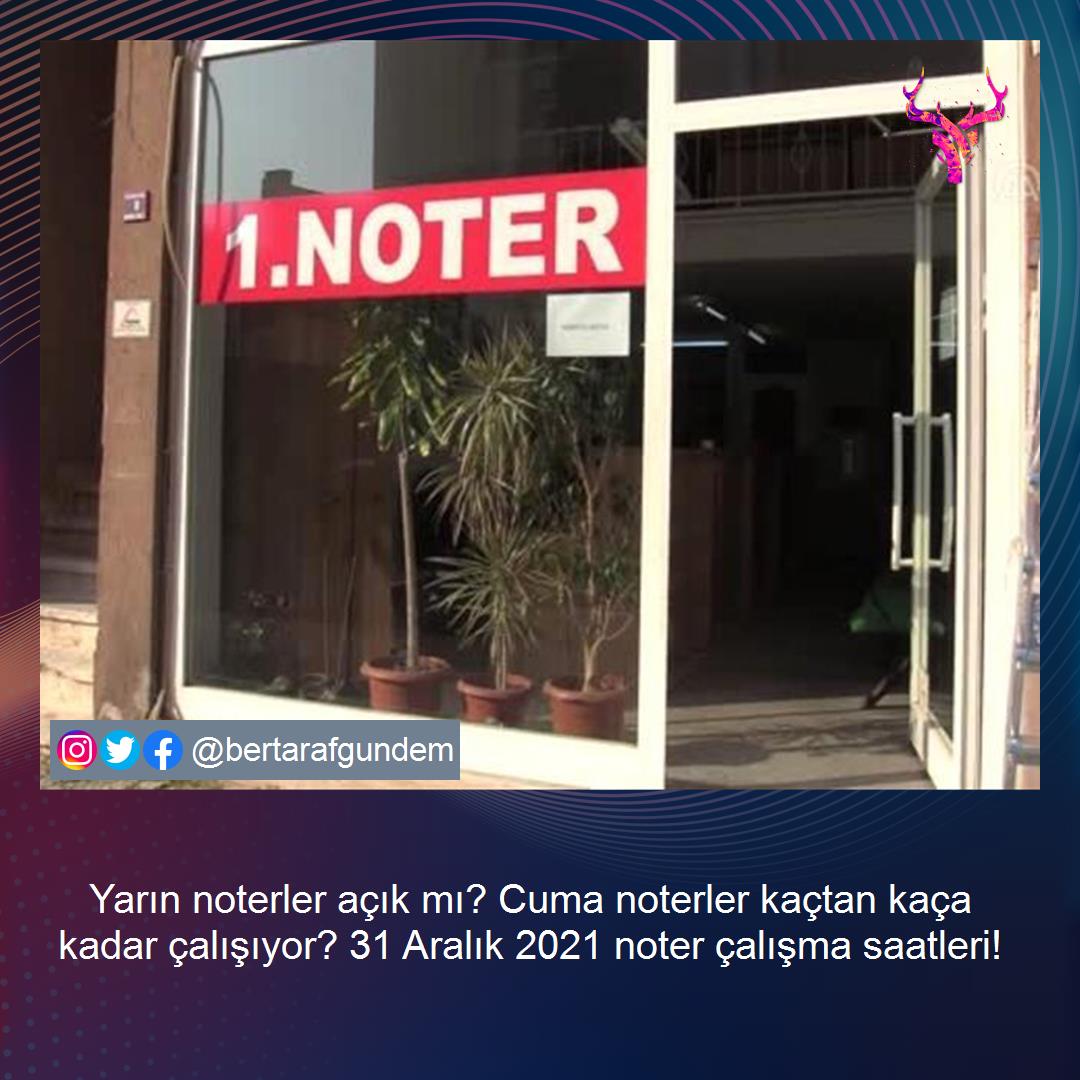 1.NOTER
@bertarafgundem
Yarın noterler açık mı? Cuma noterler kaçtan kaça
kadar çalışıyor? 31 Aralık 2021 noter çalışma saatleri!